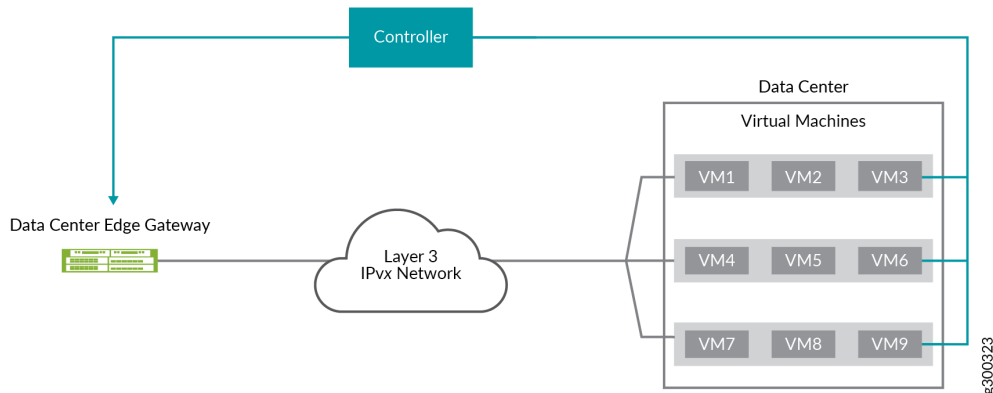 Controller
Data Center
Virtual Machines
VM1 VM2 VM3
Data Center Edge Gateway
Layer 3
IPvx Network
VM4 VM5 VM6
VM7 VM8 VM9
g300323